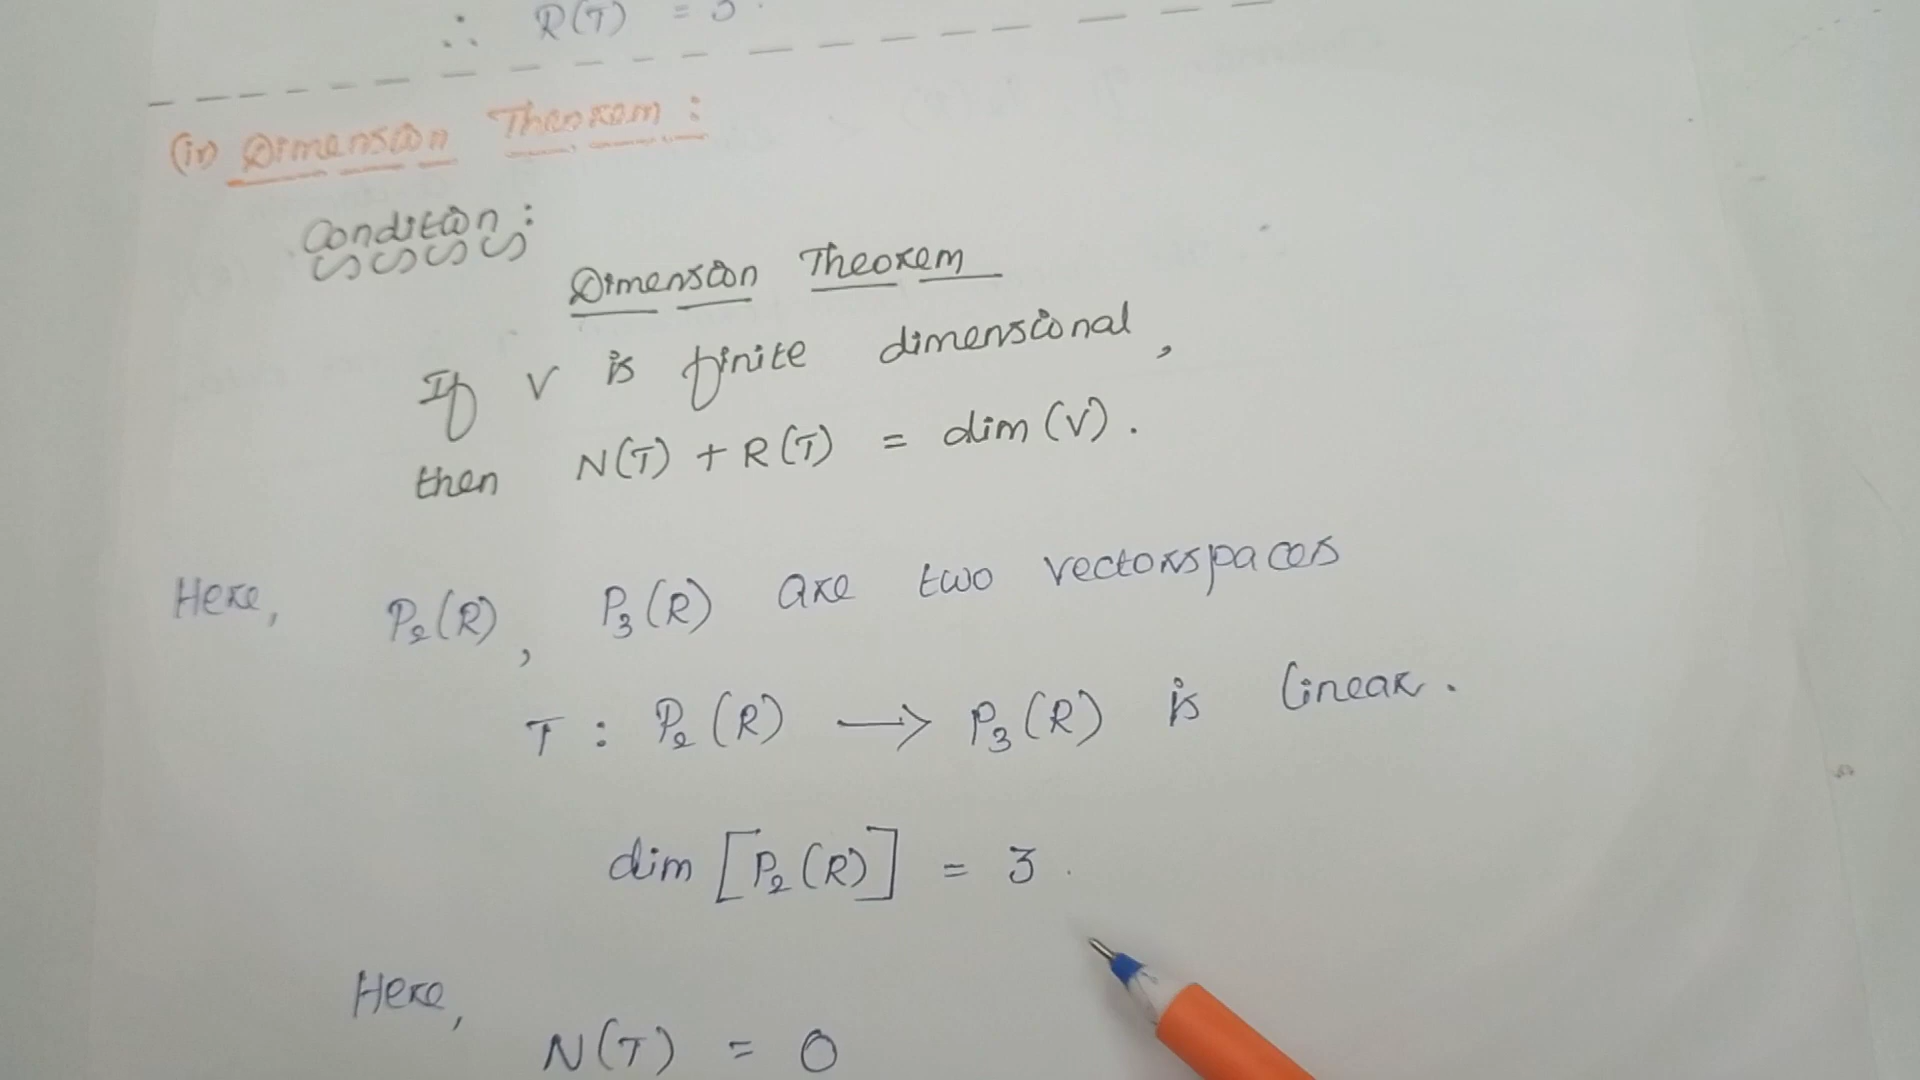 ∴ R(T) = 3.
(iv) Dimension Theorem :
Condition :
Dimension Theorem
If V is finite dimensional,
then N(T) + R(T) = dim (V).
Here, P₂(R), P₃(R) are two vectorspaces
T : P₂(R) → P₃(R) is linear.
dim [P₂(R)] = 3.
Here,
N(T) = 0